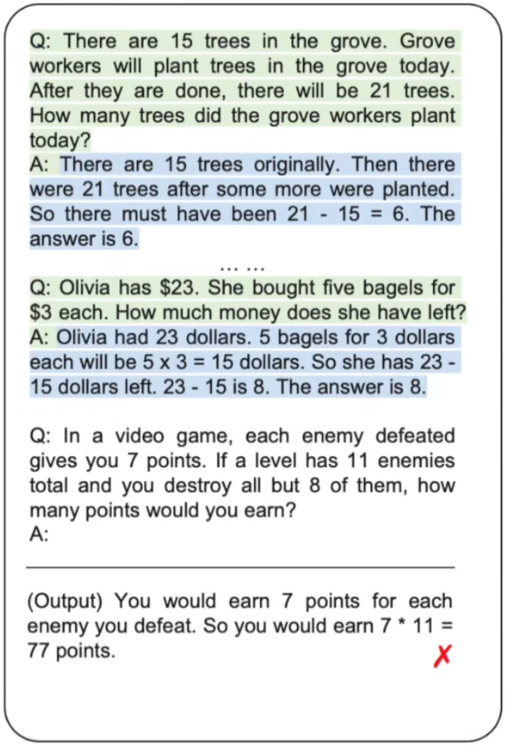 Q: There are 15 trees in the grove. Grove
workers will plant trees in the grove today.
After they are done, there will be 21 trees.
How many trees did the grove workers plant
today?
A: There are 15 trees originally. Then there
were 21 trees after some more were planted.
So there must have been 21 - 15 = 6. The
answer is 6.
... ...
Q: Olivia has $23. She bought five bagels for
$3 each. How much money does she have left?
A: Olivia had 23 dollars. 5 bagels for 3 dollars
each will be 5 x 3 = 15 dollars. So she has 23 -
15 dollars left. 23 - 15 is 8. The answer is 8.
Q: In a video game, each enemy defeated
gives you 7 points. If a level has 11 enemies
total and you destroy all but 8 of them, how
many points would you earn?
A:
(Output) You would earn 7 points for each
enemy you defeat. So you would earn 7 * 11 =
77 points. ✗